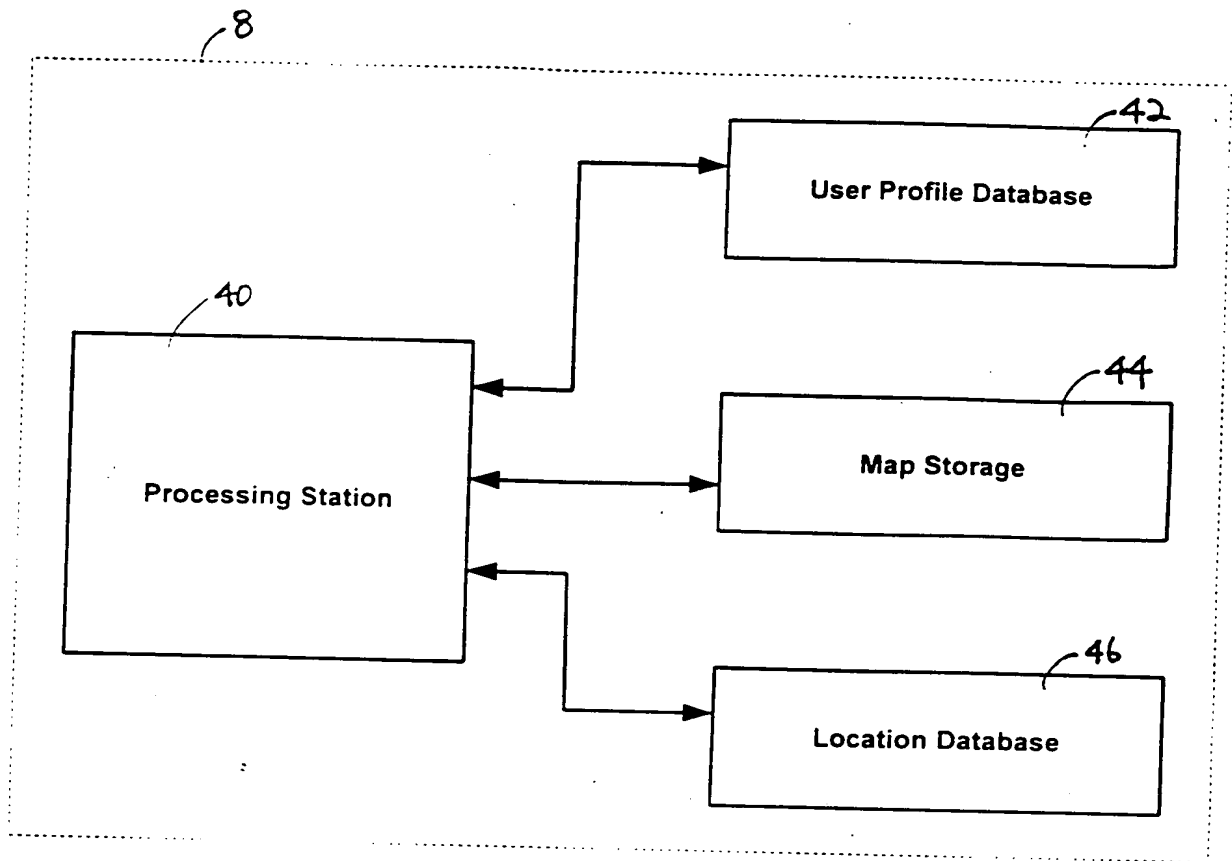 8
42
User Profile Database
40
44
Map Storage
Processing Station
46
Location Database